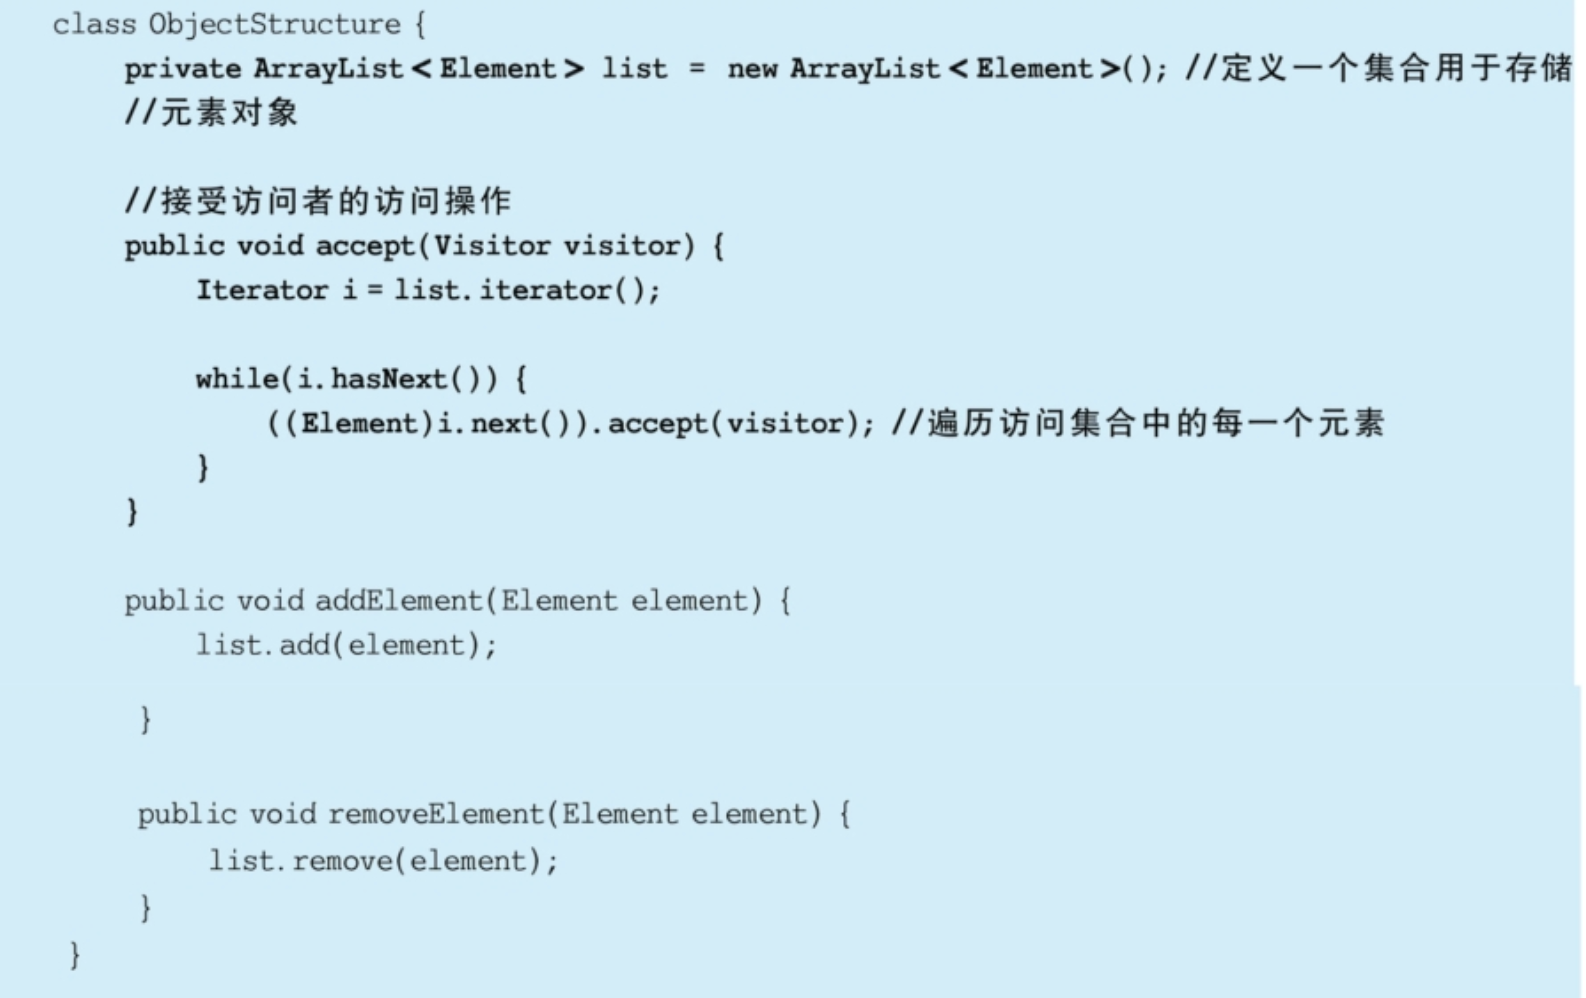 class ObjectStructure {
private ArrayList<Element> list = new ArrayList<Element>(); //定义一个集合用于存储
//元素对象
//接受访问者的访问操作
public void accept(Visitor visitor) {
Iterator i = list.iterator();
while(i.hasNext()) {
((Element)i.next()).accept(visitor); //遍历访问集合中的每一个元素
}
}
public void addElement(Element element) {
list.add(element);
}
public void removeElement(Element element) {
list.remove(element);
}
}